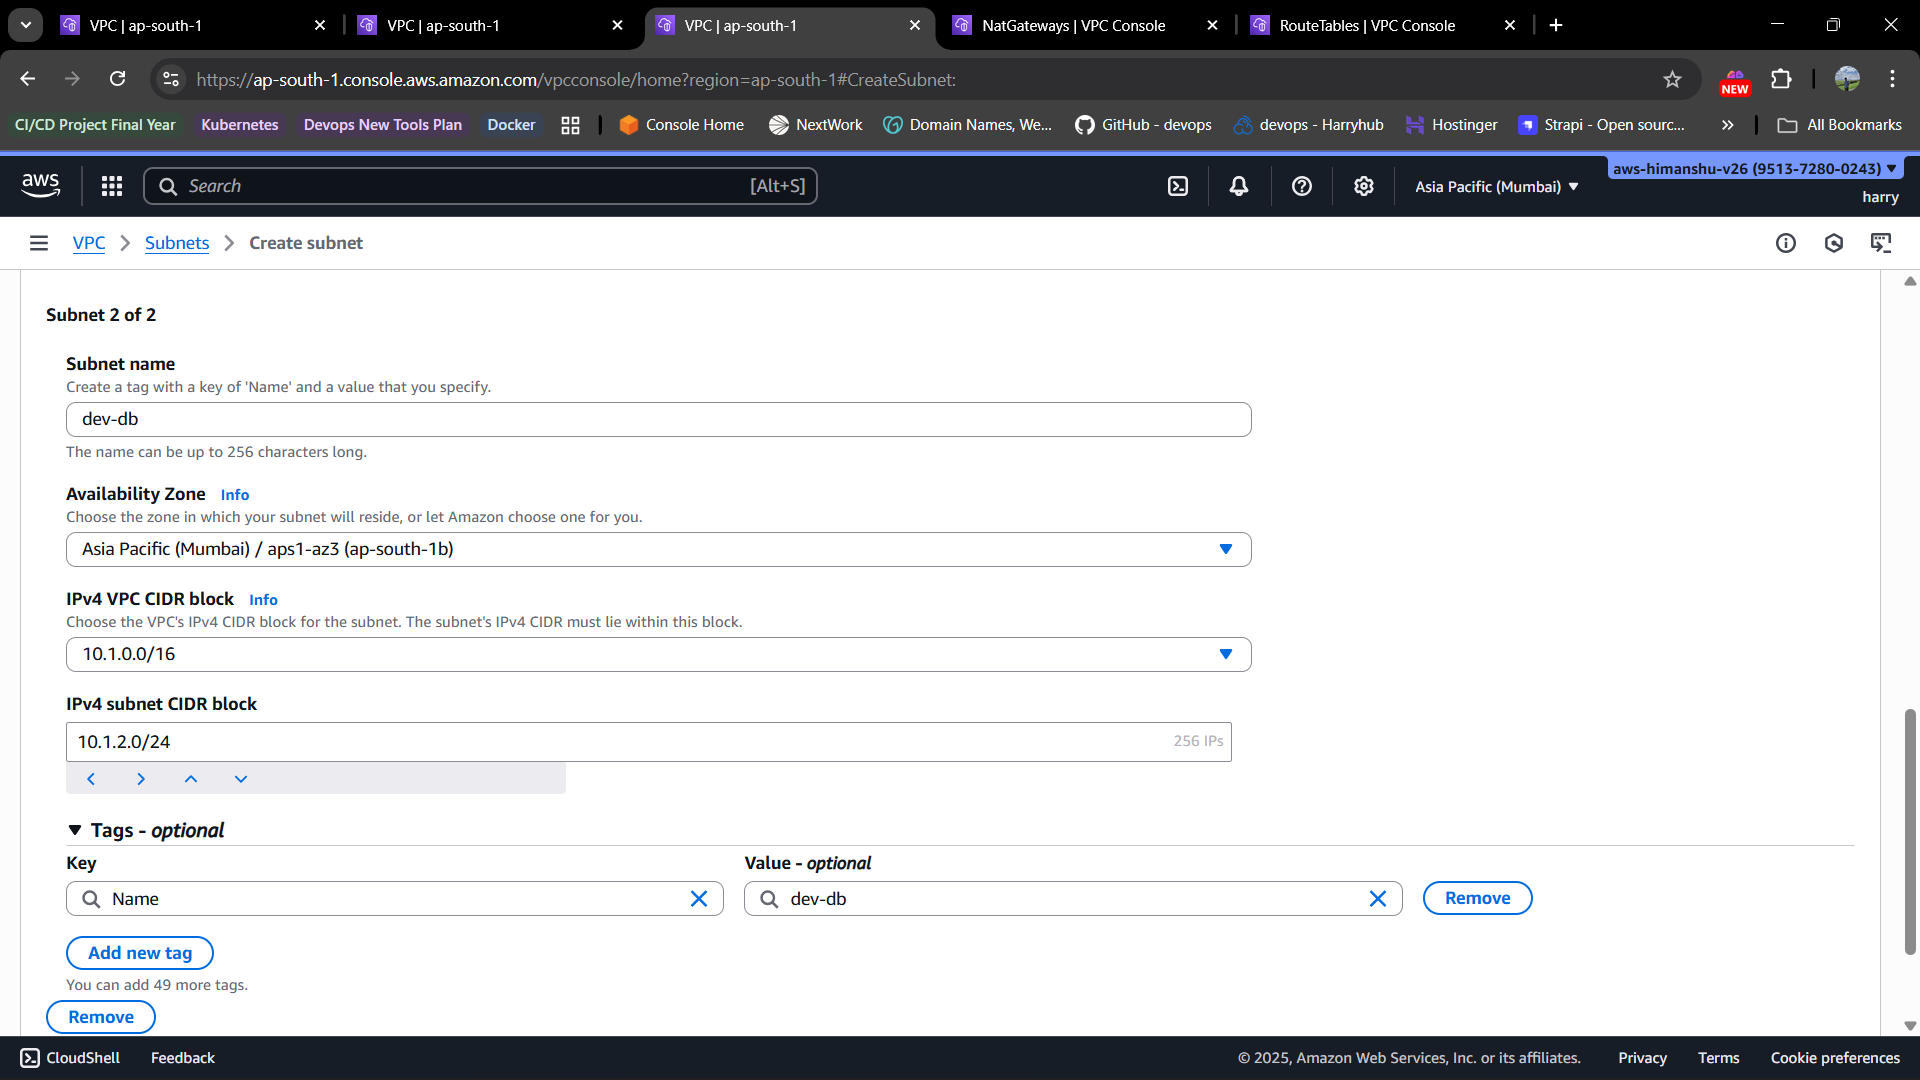 VPC | ap-south-1
VPC | ap-south-1
VPC | ap-south-1
NatGateways | VPC Console
RouteTables | VPC Console
https://ap-south-1.console.aws.amazon.com/vpcconsole/home?region=ap-south-1#CreateSubnet:
NEW
CI/CD Project Final Year
Kubernetes
Devops New Tools Plan
Docker
Console Home
NextWork
Domain Names, We...
GitHub - devops
devops - Harryhub
Hostinger
Strapi - Open sourc...
All Bookmarks
aws
Search
[Alt+S]
Asia Pacific (Mumbai)
aws-himanshu-v26 (9513-7280-0243)
harry
VPC
Subnets
Create subnet
Subnet 2 of 2
Subnet name
Create a tag with a key of 'Name' and a value that you specify.
dev-db
The name can be up to 256 characters long.
Availability Zone Info
Choose the zone in which your subnet will reside, or let Amazon choose one for you.
Asia Pacific (Mumbai) / aps1-az3 (ap-south-1b)
IPv4 VPC CIDR block Info
Choose the VPC's IPv4 CIDR block for the subnet. The subnet's IPv4 CIDR must lie within this block.
10.1.0.0/16
IPv4 subnet CIDR block
10.1.2.0/24
256 IPs
Tags - optional
Key
Value - optional
Name
dev-db
Remove
Add new tag
You can add 49 more tags.
Remove
CloudShell
Feedback
© 2025, Amazon Web Services, Inc. or its affiliates.
Privacy
Terms
Cookie preferences